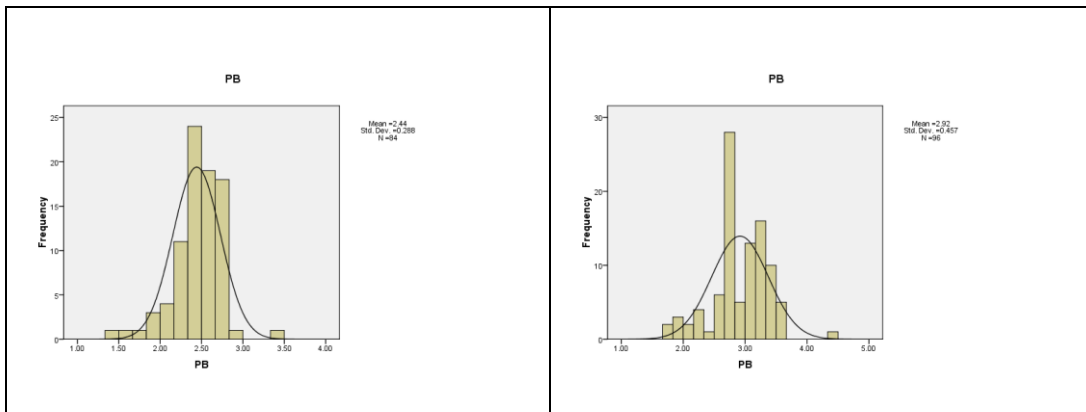 PB
Mean =2.44
Std. Dev. =0.288
N =84
Frequency
25
20
15
10
5
0
1.00 1.50 2.00 2.50 3.00 3.50 4.00
PB
PB
Mean =2.92
Std. Dev. =0.457
N =96
Frequency
30
20
10
0
1.00 2.00 3.00 4.00 5.00
PB